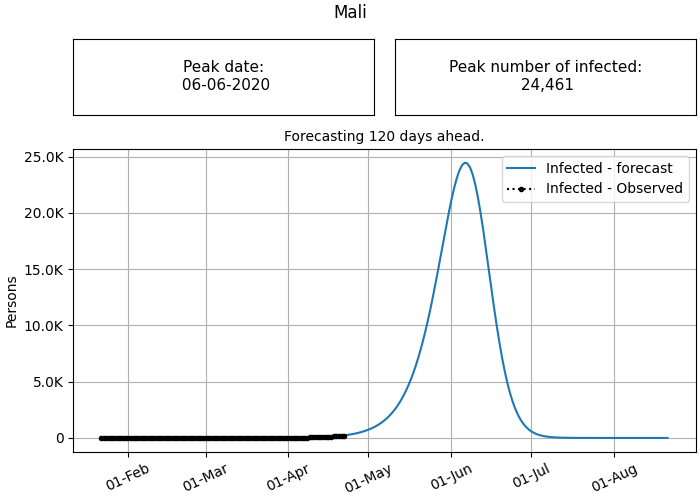 Mali
Peak date:
06-06-2020
Peak number of infected:
24,461
Forecasting 120 days ahead.
Infected - forecast
Infected - Observed
25.0K
20.0K
15.0K
10.0K
5.0K
0
Persons
01-Feb
01-Mar
01-Apr
01-May
01-Jun
01-Jul
01-Aug